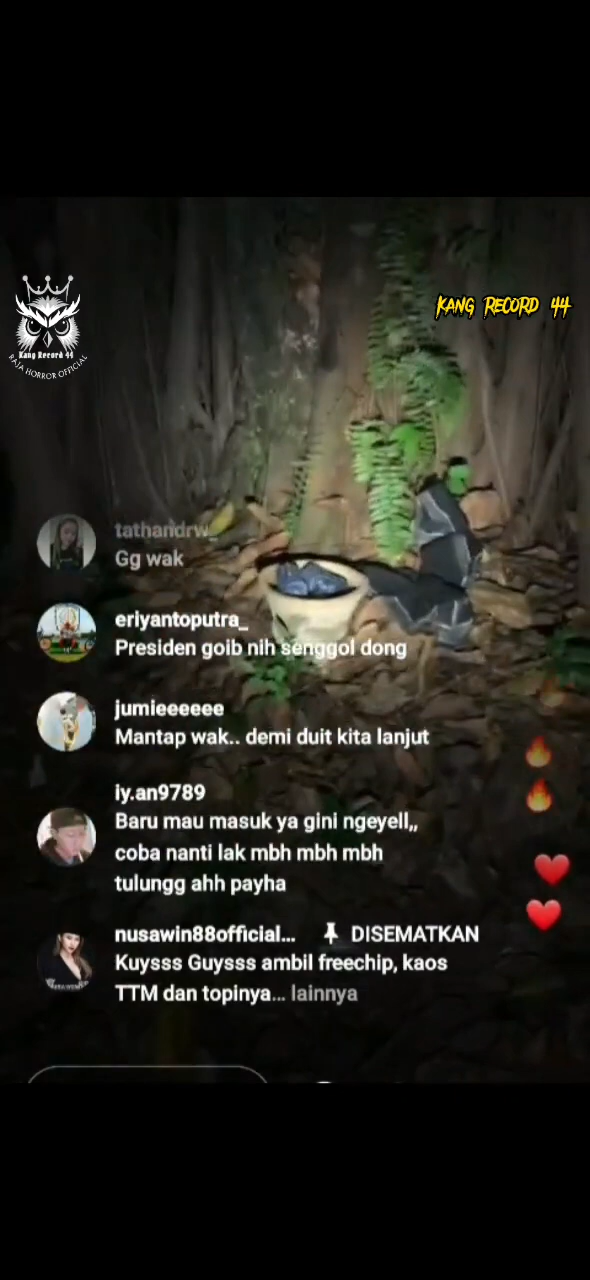 KANG RECORD 44
Kang Record 44
RAJA HORROR OFFICIAL
tathandrw_
Gg wak
eriyantoputra_
Presiden goib nih senggol dong
jumieeeeee
Mantap wak.. demi duit kita lanjut
iy.an9789
Baru mau masuk ya gini ngeyell,,
coba nanti lak mbh mbh mbh
tulungg ahh payha
nusawin88official... DISEMATKAN
Kuysss Guysss ambil freechip, kaos
TTM dan topinya... lainnya